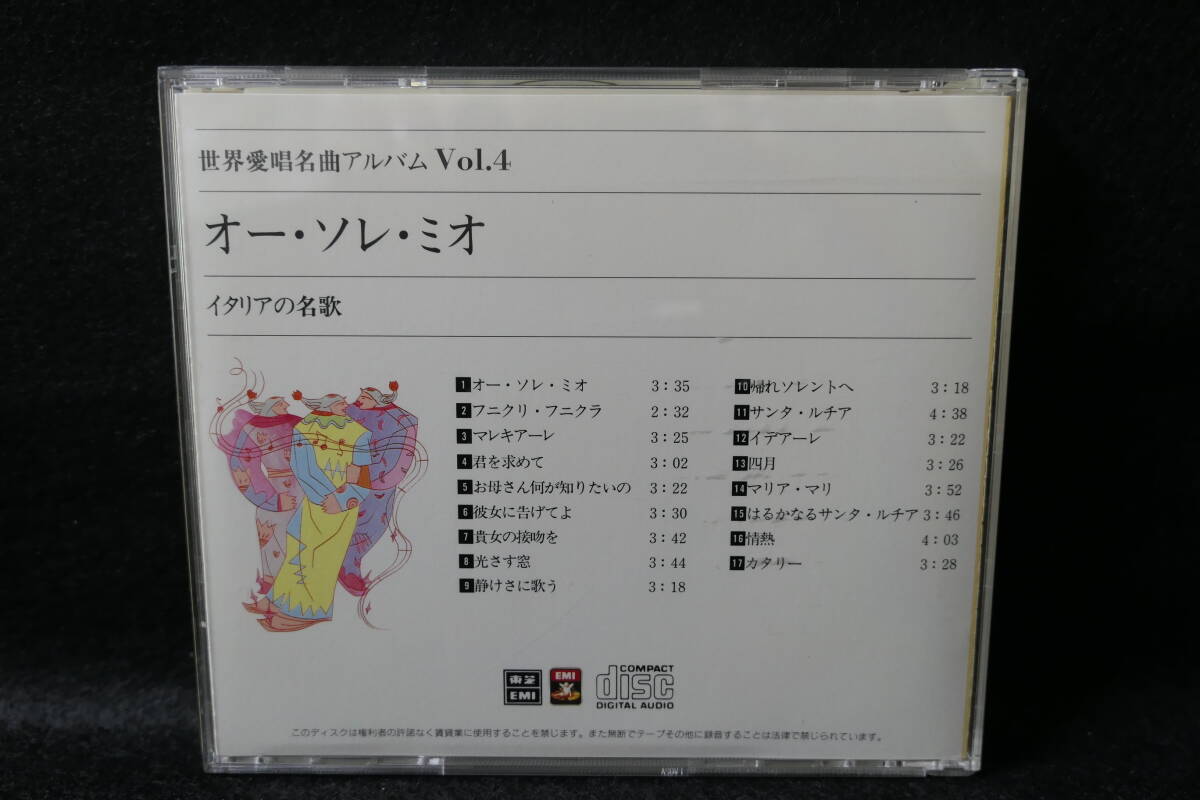 世界愛唱名曲アルバム Vol.4
オー・ソレ・ミオ
イタリアの名歌
1 オー・ソレ・ミオ 3:35
2 フニクリ・フニクラ 2:32
3 マレキアーレ 3:25
4 君を求めて 3:02
5 お母さん何が知りたいの 3:22
6 彼女に告げてよ 3:30
7 貴女の接吻を 3:42
8 光さす窓 3:44
9 静けさに歌う 3:18
10 帰れソレントへ 3:18
11 サンタ・ルチア 4:38
12 イデアーレ 3:22
13 四月 3:26
14 マリア・マリ 3:52
15 はるかなるサンタ・ルチア 3:46
16 情熱 4:03
17 カタリー 3:28
東芝
EMI
EMI
COMPACT
disc
DIGITAL AUDIO
このディスクは権利者の許諾なく賃貸業に使用することを禁じます。また無断でテープその他に録音することは法律で禁じられています。